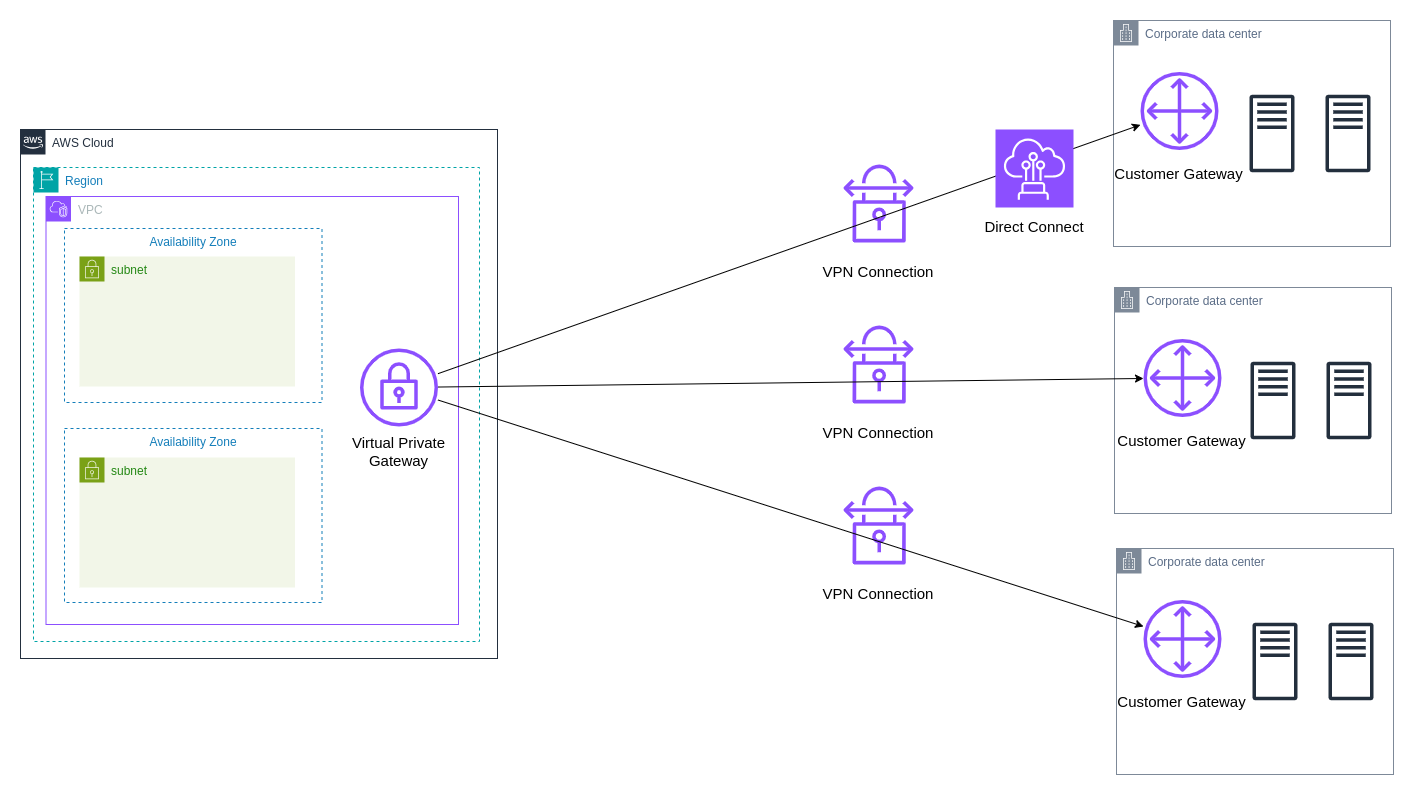 aws
AWS Cloud
Region
VPC
Availability Zone
subnet
Availability Zone
subnet
Virtual Private
Gateway
VPN Connection
VPN Connection
VPN Connection
Direct Connect
Corporate data center
Customer Gateway
Corporate data center
Customer Gateway
Corporate data center
Customer Gateway